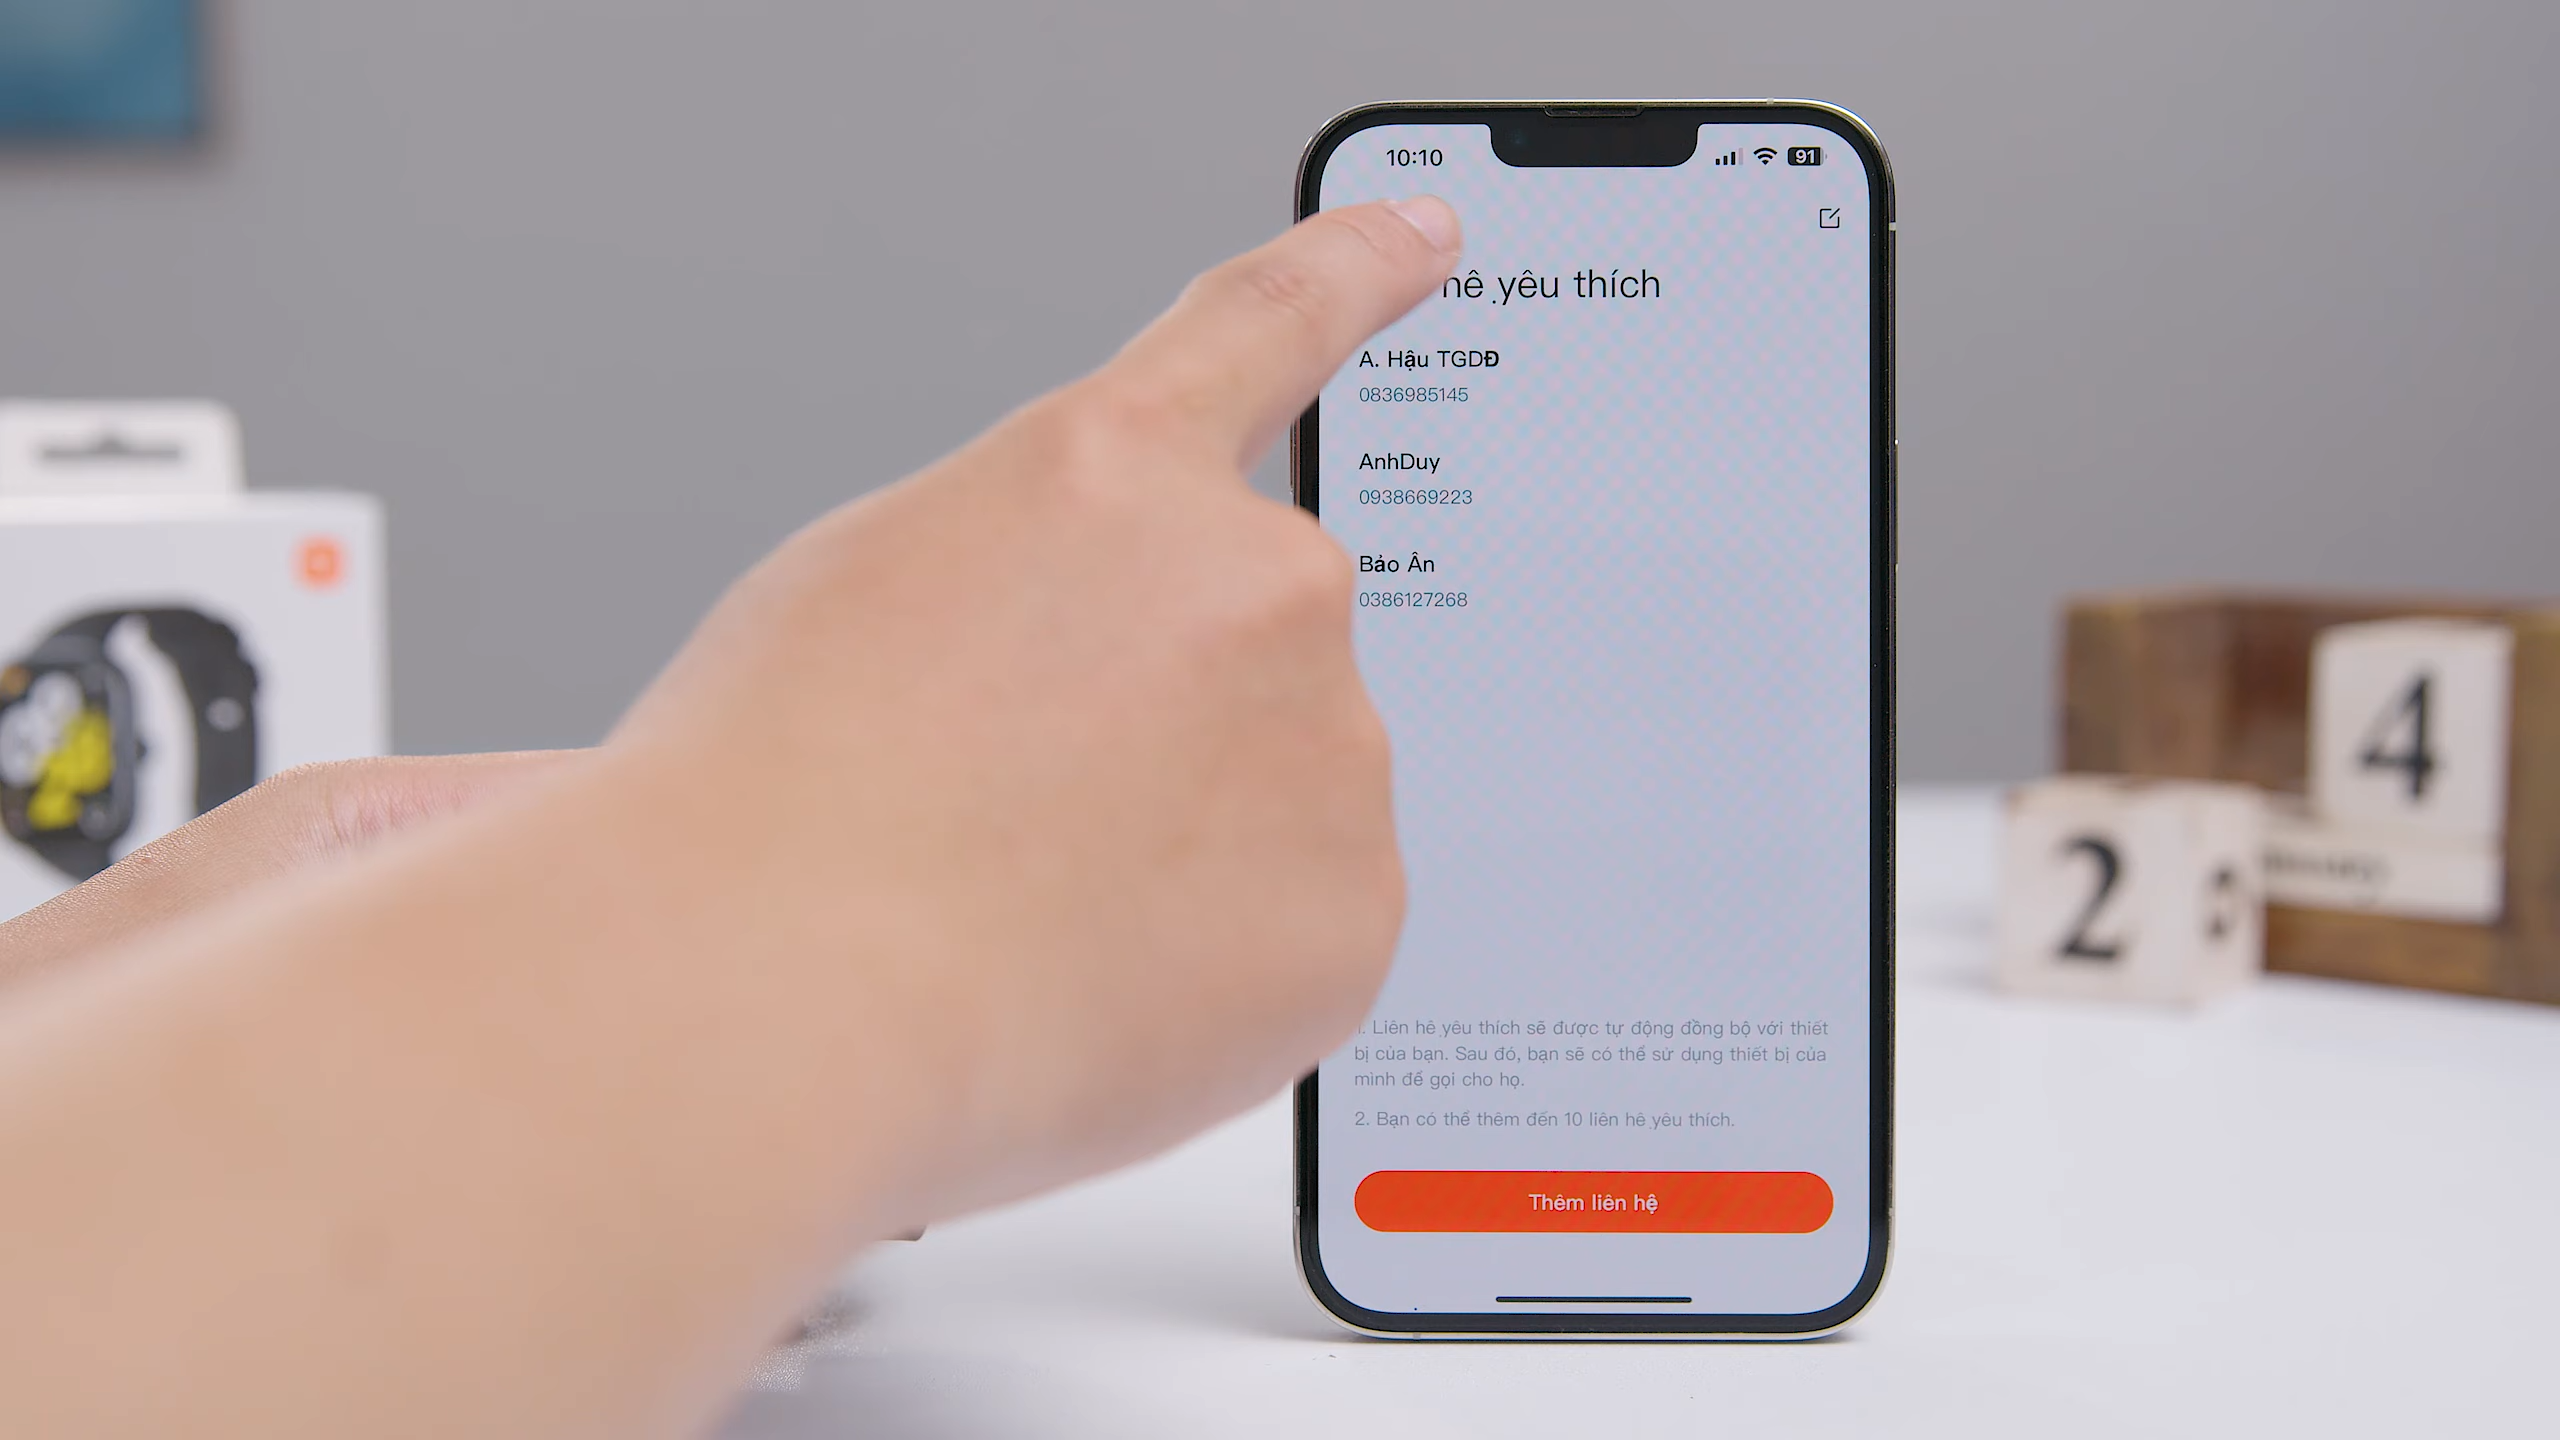 10:10
91
hệ yêu thích
A. Hậu TGDĐ
0836985145
AnhDuy
0938669223
Bảo Ân
0386127268
1. Liên hệ yêu thích sẽ được tự động đồng bộ với thiết
bị của bạn. Sau đó, bạn sẽ có thể sử dụng thiết bị của
mình để gọi cho họ.
2. Bạn có thể thêm đến 10 liên hệ yêu thích.
Thêm liên hệ
4
2